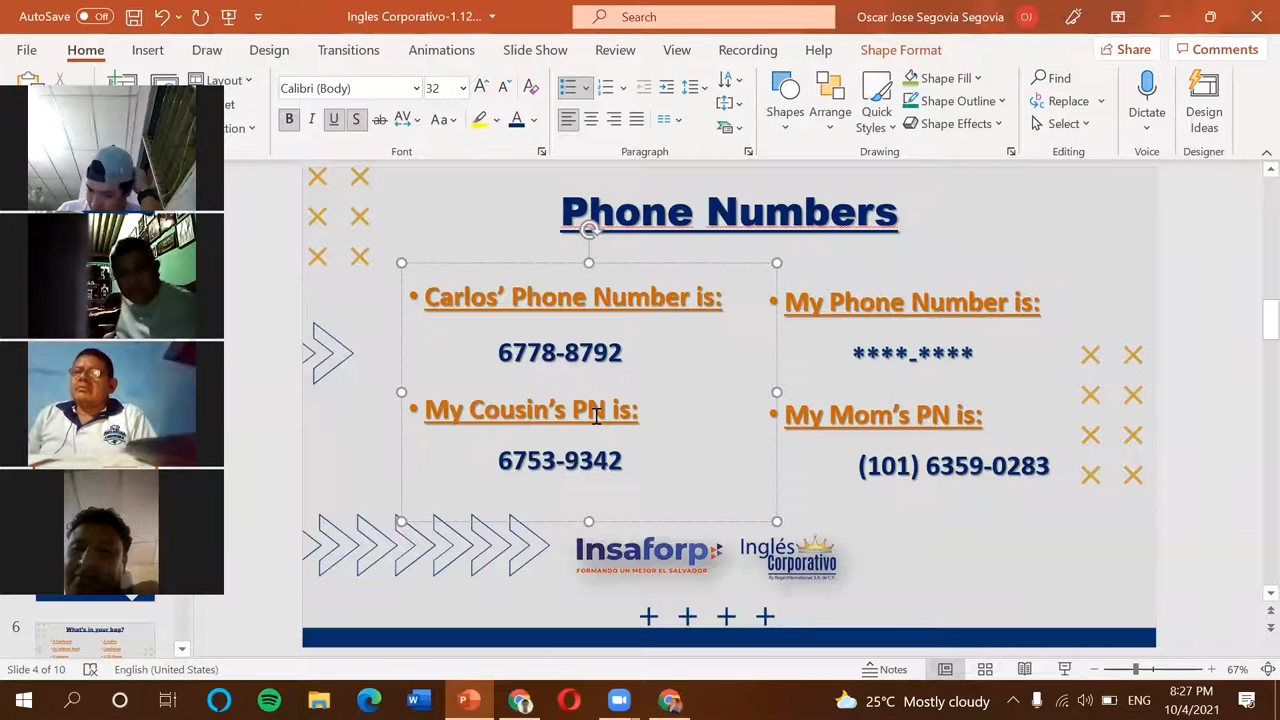 AutoSave Off
Ingles Corporativo-1.12...
Search
Oscar Jose Segovia Segovia OJ
File Home Insert Draw Design Transitions Animations Slide Show Review View Recording Help Shape Format Share Comments
Layout
Calibri (Body) 32
Shape Fill
Find
Shape Outline
Replace
Shapes Arrange Quick Styles
Shape Effects
Select
Dictate
Design Ideas
Font Paragraph Drawing Editing Voice Designer
Phone Numbers
• Carlos’ Phone Number is:
6778-8792
• My Cousin’s PN is:
6753-9342
• My Phone Number is:
****-****
• My Mom’s PN is:
(101) 6359-0283
Insaforp
FORMANDO UN MEJOR EL SALVADOR
Inglés
Corporativo
6
What's in your bag?
Slide 4 of 10 English (United States) Notes 67%
25°C Mostly cloudy ENG 8:27 PM
10/4/2021